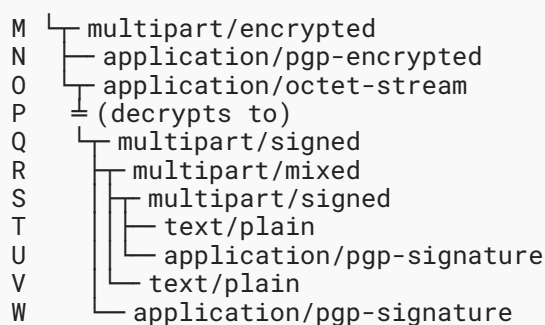 M └┬─ multipart/encrypted
N  ├─ application/pgp-encrypted
O  └┬─ application/octet-stream
P   ╧ (decrypts to)
Q   └┬─ multipart/signed
R    ├┬─ multipart/mixed
S    │├┬─ multipart/signed
T    ││├─ text/plain
U    ││└─ application/pgp-signature
V    │└─ text/plain
W    └─ application/pgp-signature